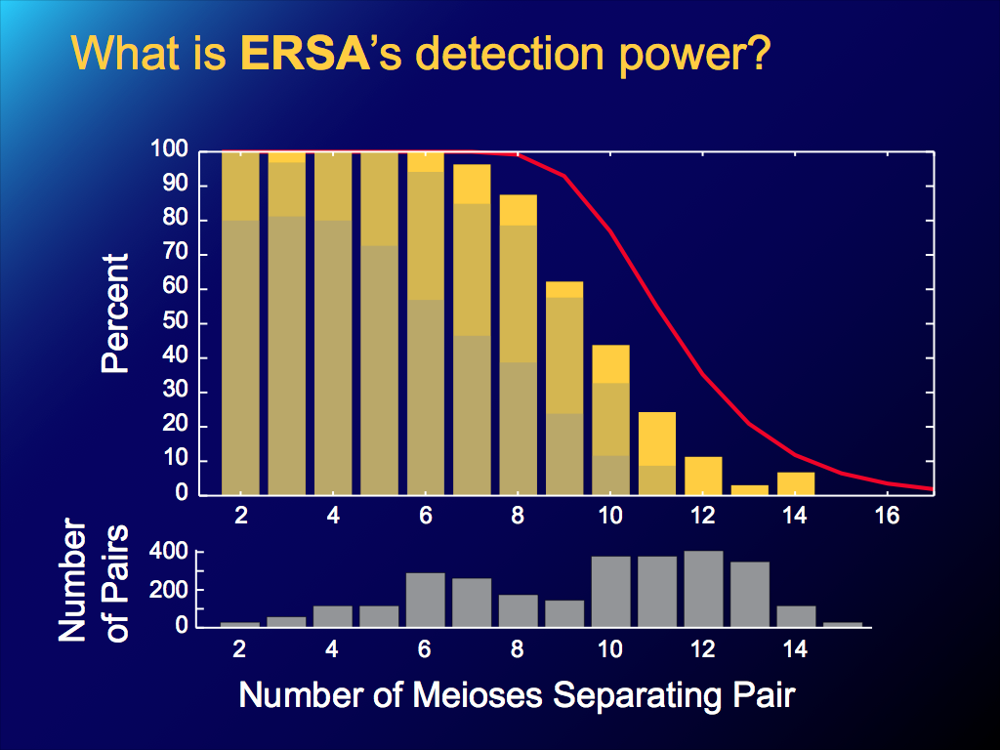 What is ERSA's detection power?
100
90
80
70
60
50
40
30
20
10
0
Percent
2 4 6 8 10 12 14 16
Number
of Pairs
400
200
0
2 4 6 8 10 12 14
Number of Meioses Separating Pair